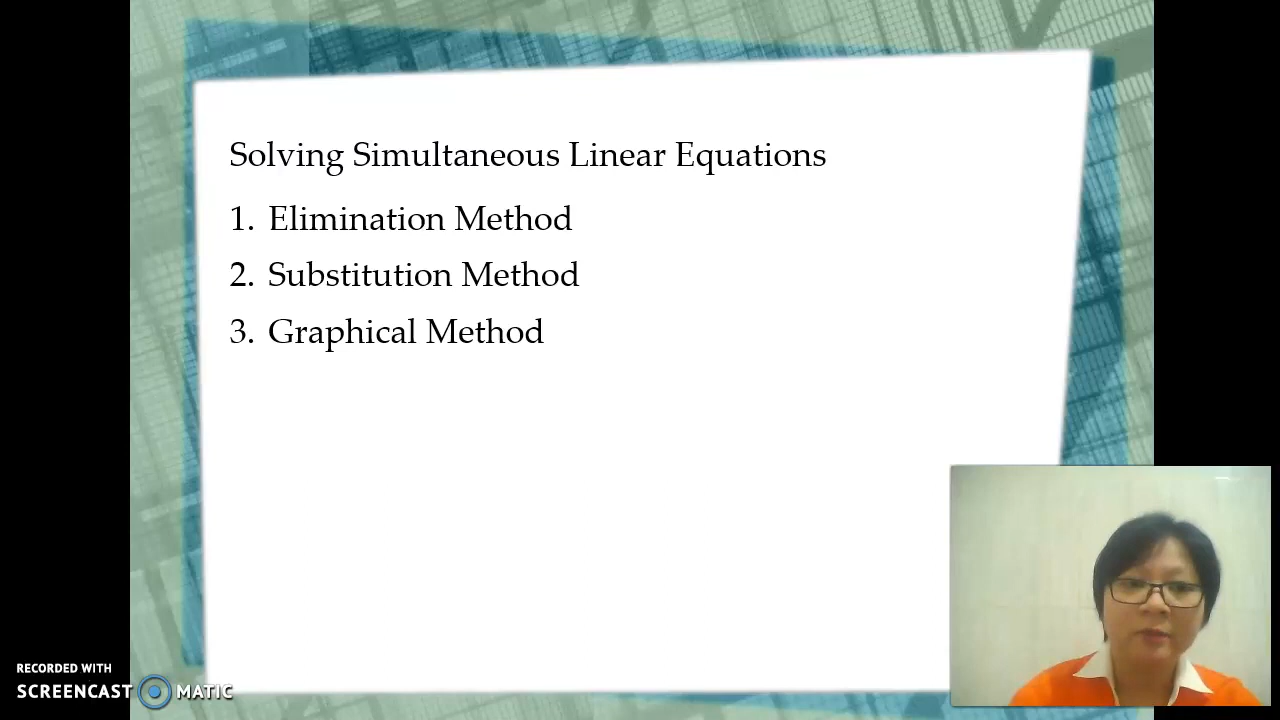 Solving Simultaneous Linear Equations
1. Elimination Method
2. Substitution Method
3. Graphical Method
RECORDED WITH
SCREENCAST MATIC